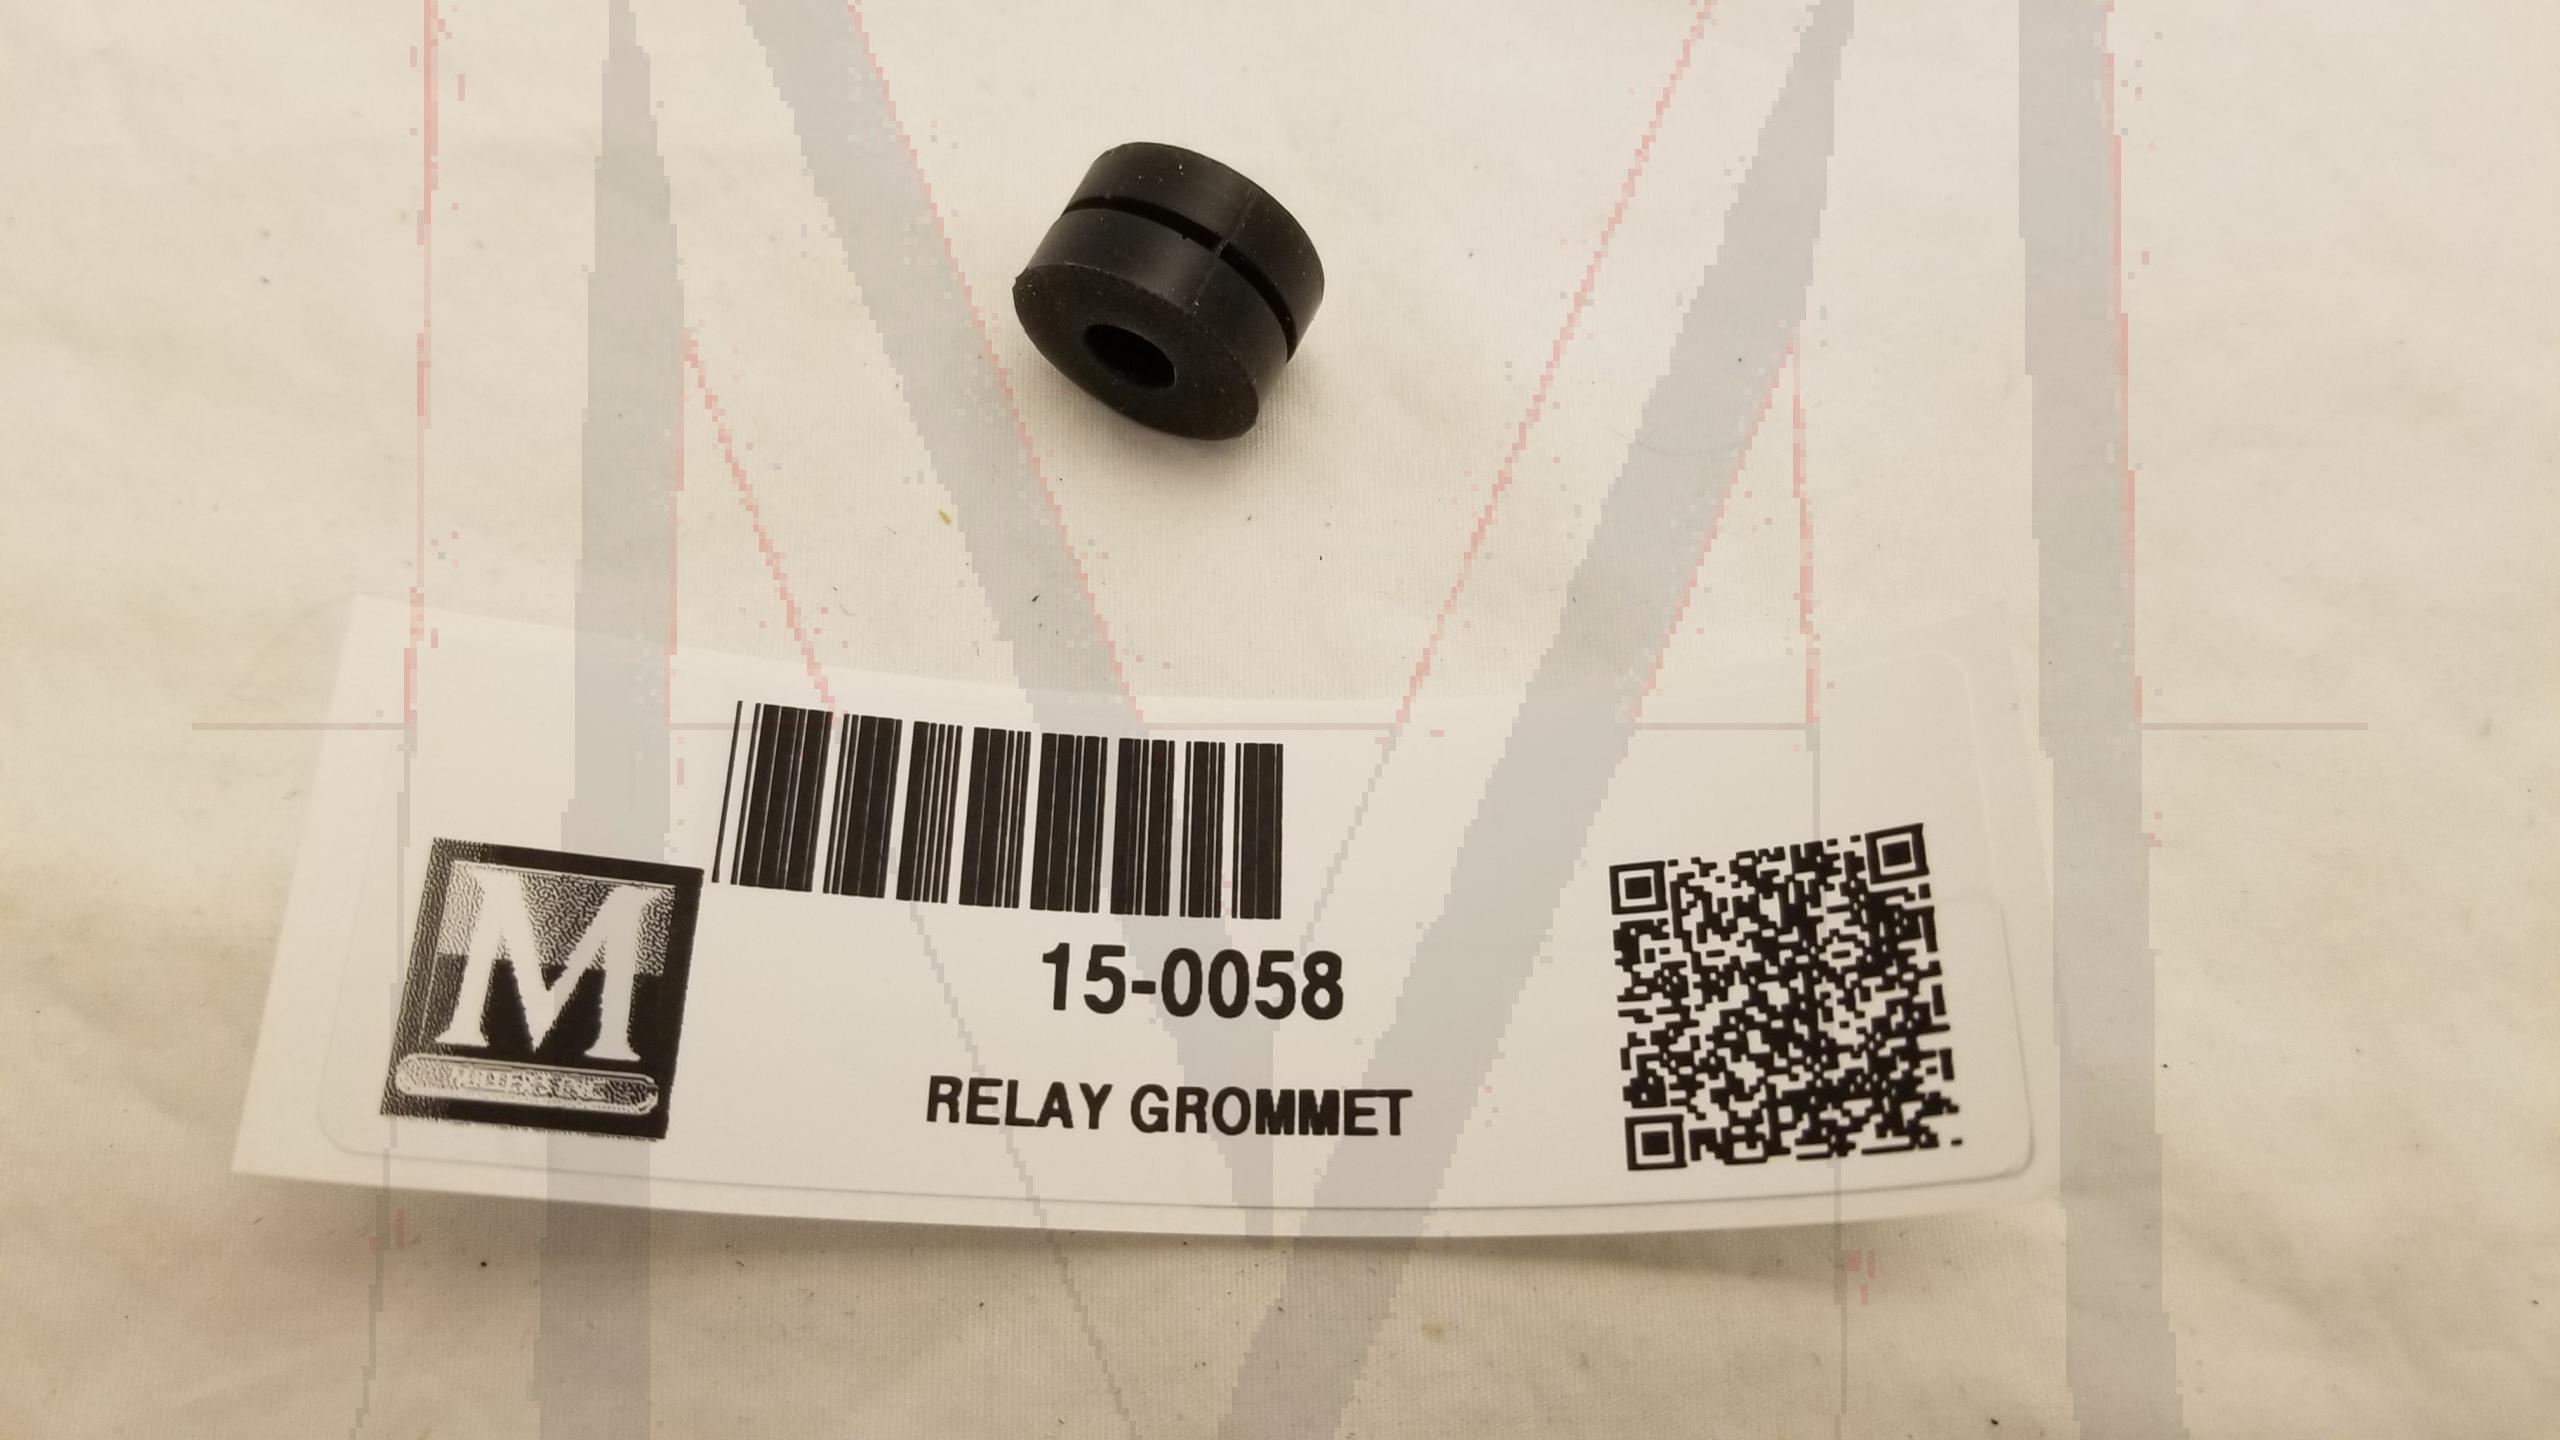 M
15-0058
RELAY GROMMET